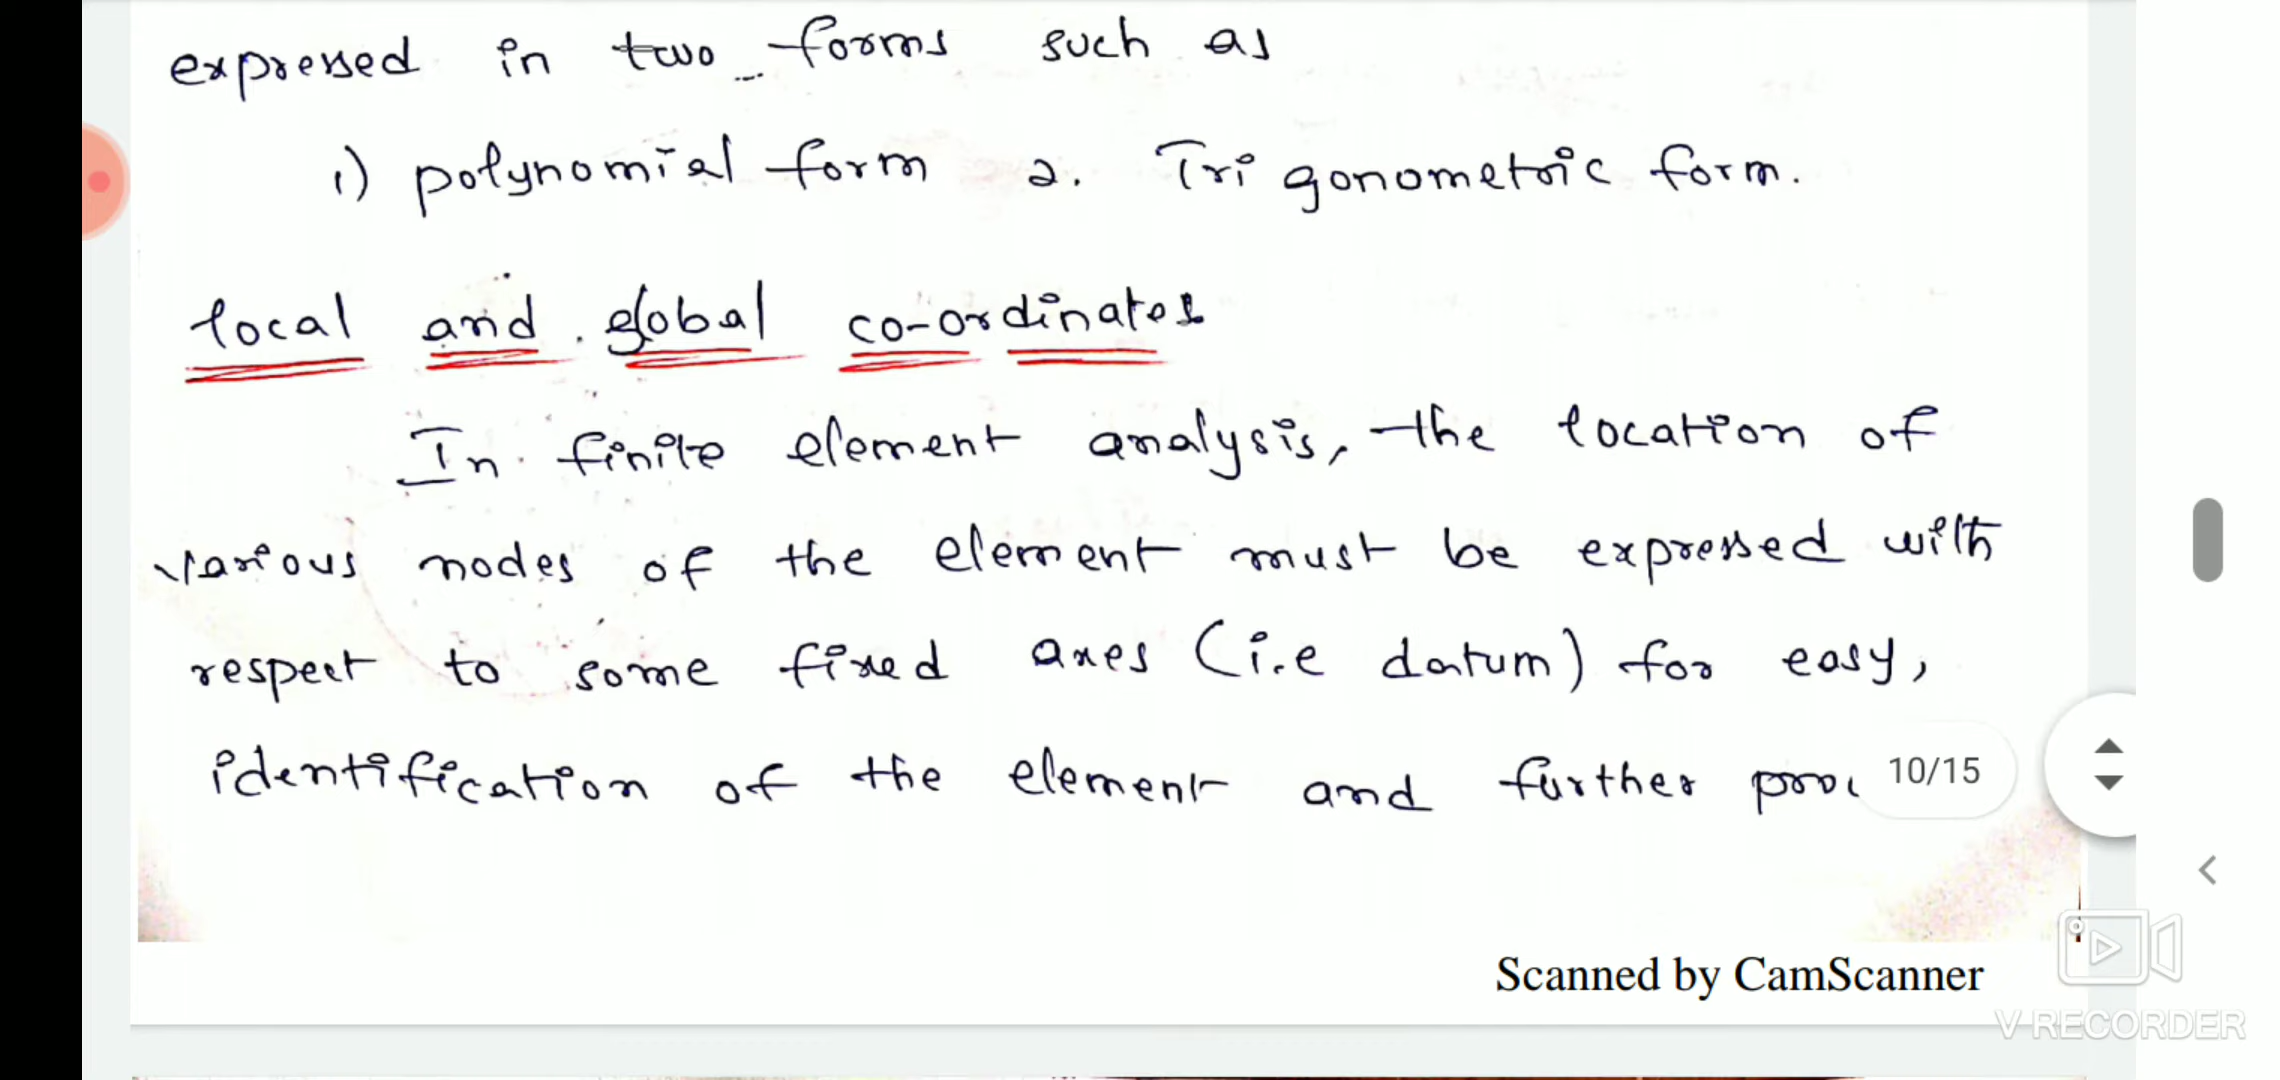 expressed in two forms such as
1) polynomial form 2. Trigonometric form.
local and global co-ordinates
In finite element analysis, the location of
various nodes of the element must be expressed with
respect to some fixed axes (i.e datum) for easy,
identification of the element and further
10/15
Scanned by CamScanner
V RECORDER